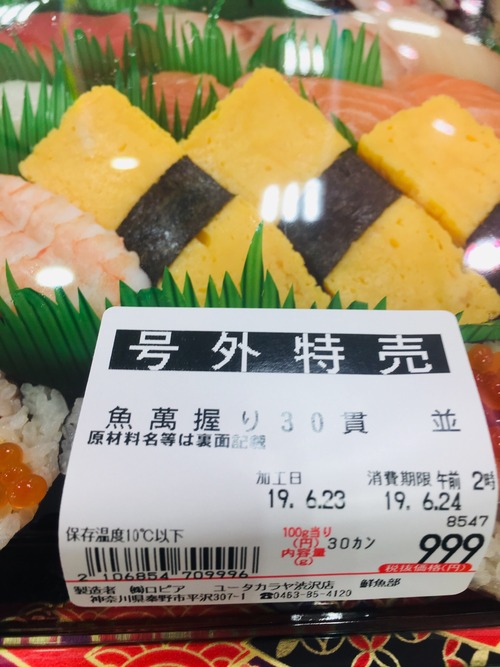 号外特売
魚萬握り30貫 並
原材料名等は裏面記載
加工日 消費期限 午前 2時
19. 6.23 19. 6.24
8547
保存温度10℃以下
100g当り
(円) 30カン
内容量
(g)
999
税抜価格(円)
2 106854 709996
製造者 ㈱ロピア ユータカラヤ渋沢店 鮮魚部
神奈川県秦野市平沢307-1 ☎0463-85-4120